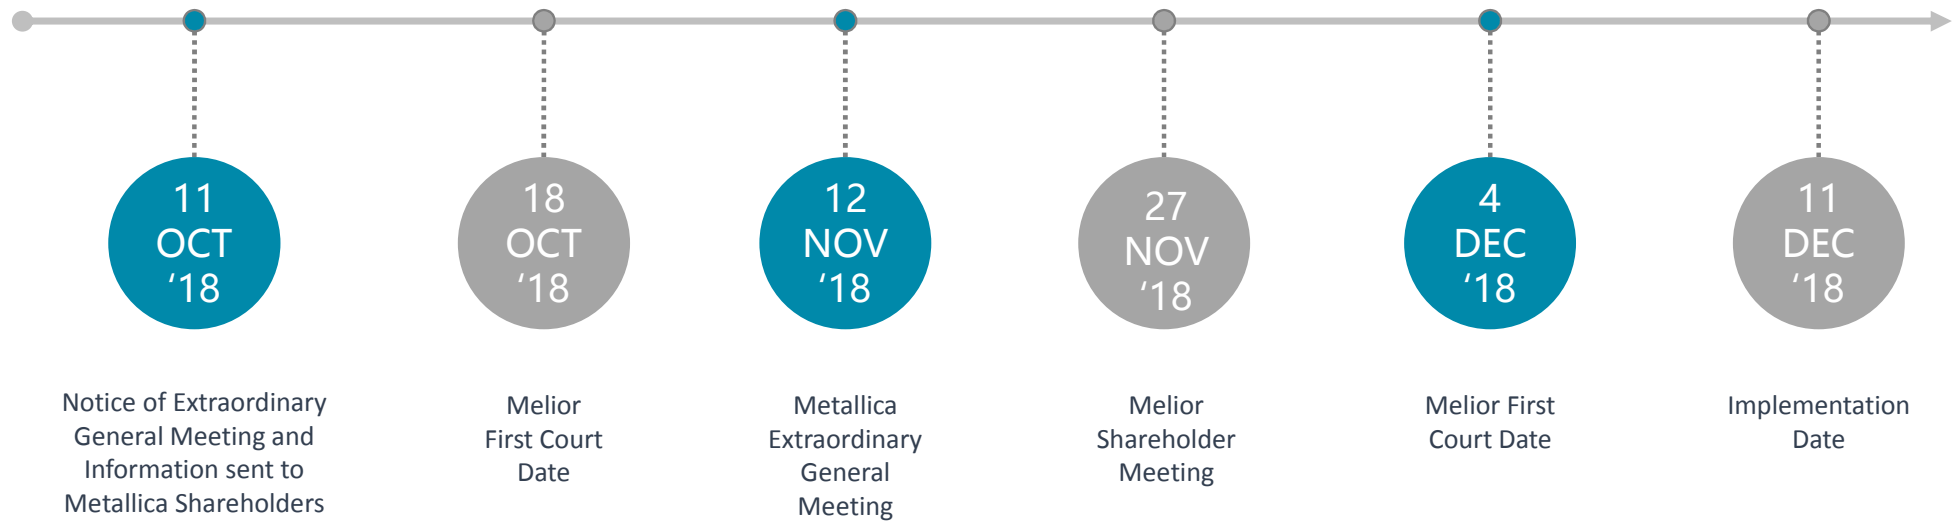 11
OCT
‘18
18
OCT
‘18
12
NOV
‘18
27
NOV
‘18
4
DEC
‘18
11
DEC
‘18
Notice of Extraordinary
General Meeting and
Information sent to
Metallica Shareholders
Melior
First Court
Date
Metallica
Extraordinary
General
Meeting
Melior
Shareholder
Meeting
Melior First
Court Date
Implementation
Date